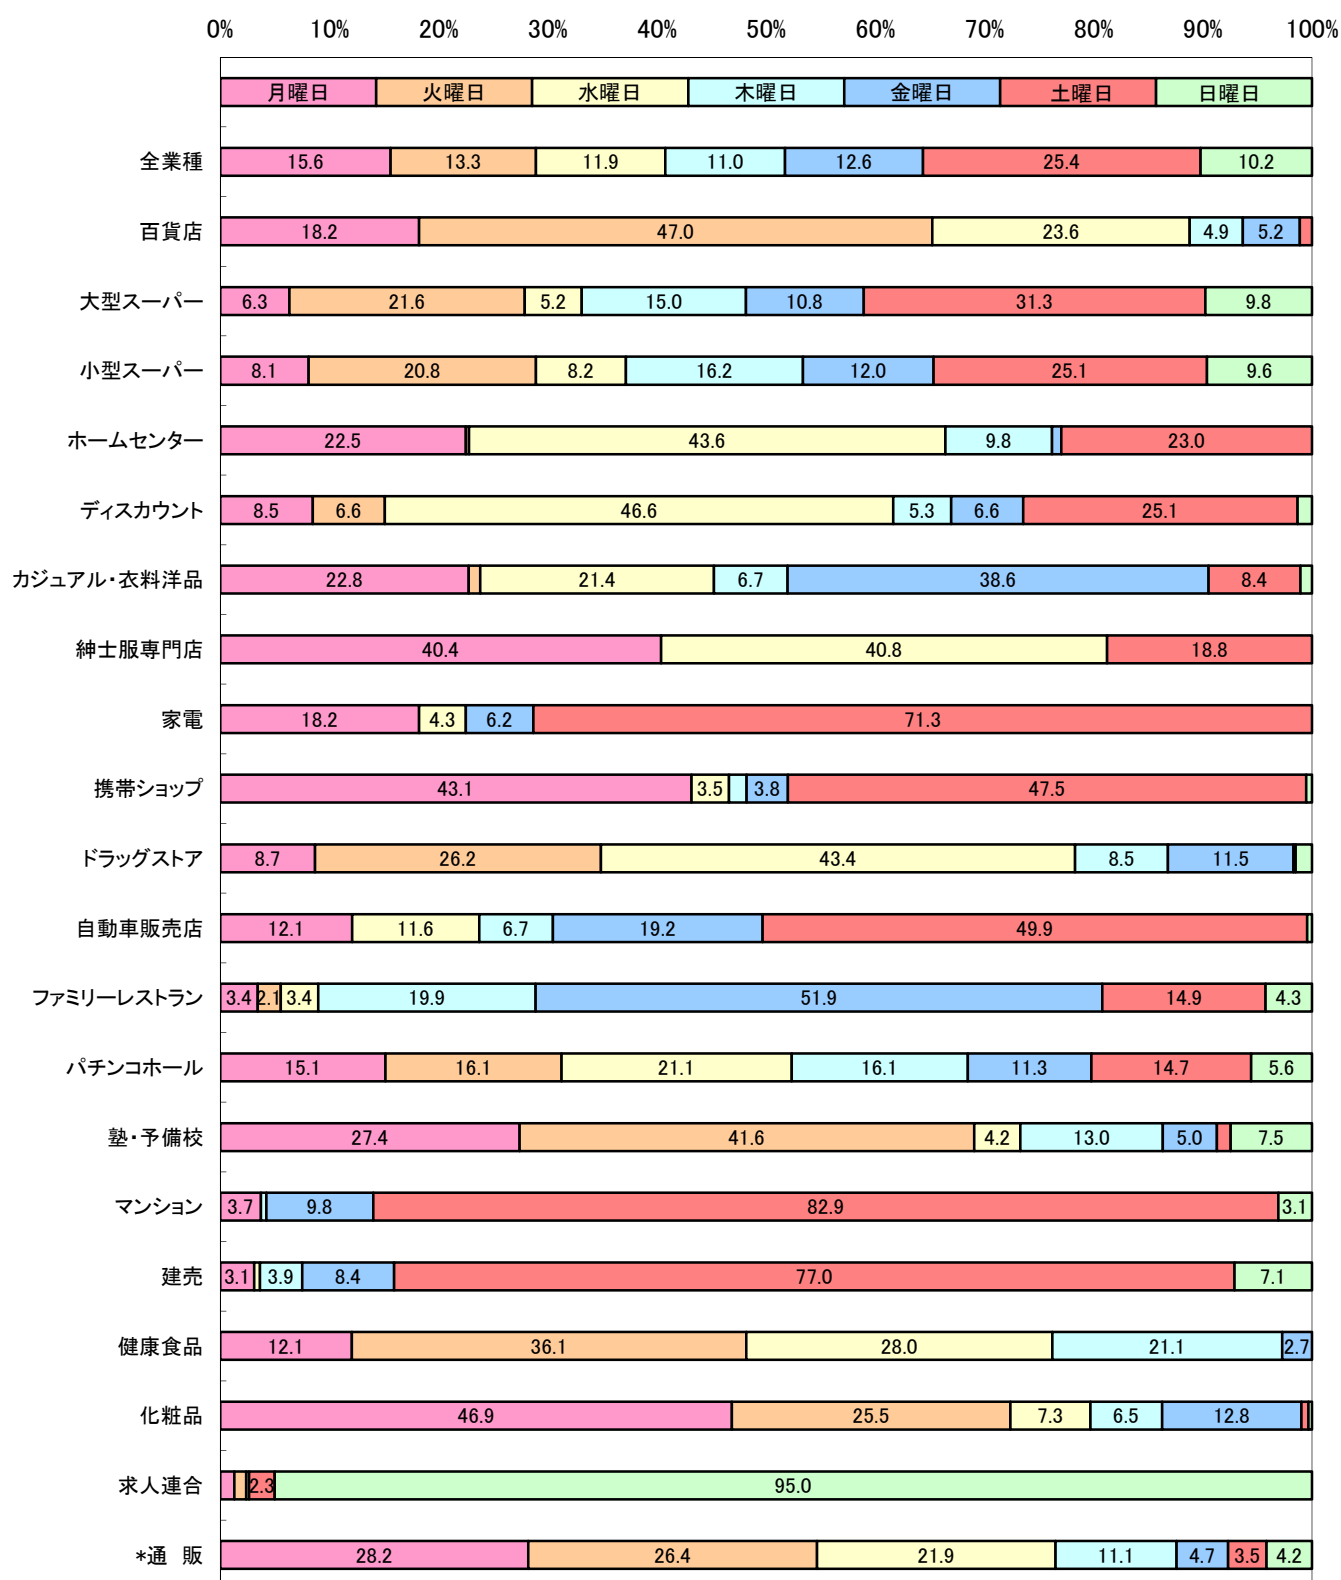 0% 10% 20% 30% 40% 50% 60% 70% 80% 90% 100%
月曜日 火曜日 水曜日 木曜日 金曜日 土曜日 日曜日
全業種 15.6 13.3 11.9 11.0 12.6 25.4 10.2
百貨店 18.2 47.0 23.6 4.9 5.2
大型スーパー 6.3 21.6 5.2 15.0 10.8 31.3 9.8
小型スーパー 8.1 20.8 8.2 16.2 12.0 25.1 9.6
ホームセンター 22.5 43.6 9.8 23.0
ディスカウント 8.5 6.6 46.6 5.3 6.6 25.1
カジュアル・衣料洋品 22.8 21.4 6.7 38.6 8.4
紳士服専門店 40.4 40.8 18.8
家電 18.2 4.3 6.2 71.3
携帯ショップ 43.1 3.5 3.8 47.5
ドラッグストア 8.7 26.2 43.4 8.5 11.5
自動車販売店 12.1 11.6 6.7 19.2 49.9
ファミリーレストラン 3.4 2.1 3.4 19.9 51.9 14.9 4.3
パチンコホール 15.1 16.1 21.1 16.1 11.3 14.7 5.6
塾・予備校 27.4 41.6 4.2 13.0 5.0 7.5
マンション 3.7 9.8 82.9 3.1
建売 3.1 3.9 8.4 77.0 7.1
健康食品 12.1 36.1 28.0 21.1 2.7
化粧品 46.9 25.5 7.3 6.5 12.8
求人連合 2.3 95.0
*通　販 28.2 26.4 21.9 11.1 4.7 3.5 4.2